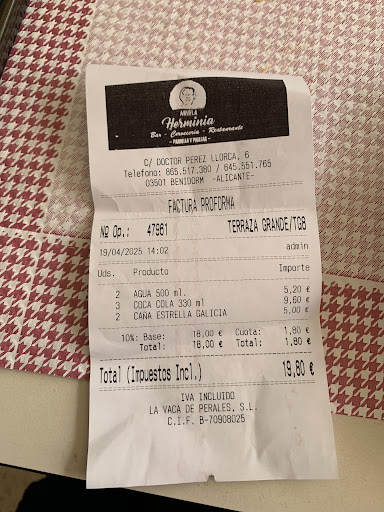 ABUELA
Herminia
Bar - Cervecería - Restaurante
- PARRILLA Y PAELLAS -
C/ DOCTOR PEREZ LLORCA, 6
Telefono: 865.517.380 / 645.551.765
03501 BENIDORM -ALICANTE-
FACTURA PROFORMA
Nº Op.: 47961 TERRAZA GRANDE/TG8
19/04/2025 14:02 admin
Uds. Producto Importe
2 AGUA 500 ml. 5,20 €
3 COCA COLA 330 ml 9,60 €
2 CAÑA ESTRELLA GALICIA 5,00 €
10%: Base: 18,00 € Cuota: 1,80 €
Total: 18,00 € Total: 1,80 €
Total (Impuestos Incl.) 19,80 €
IVA INCLUIDO
LA VACA DE PERALES, S.L.
C.I.F. B-70908025